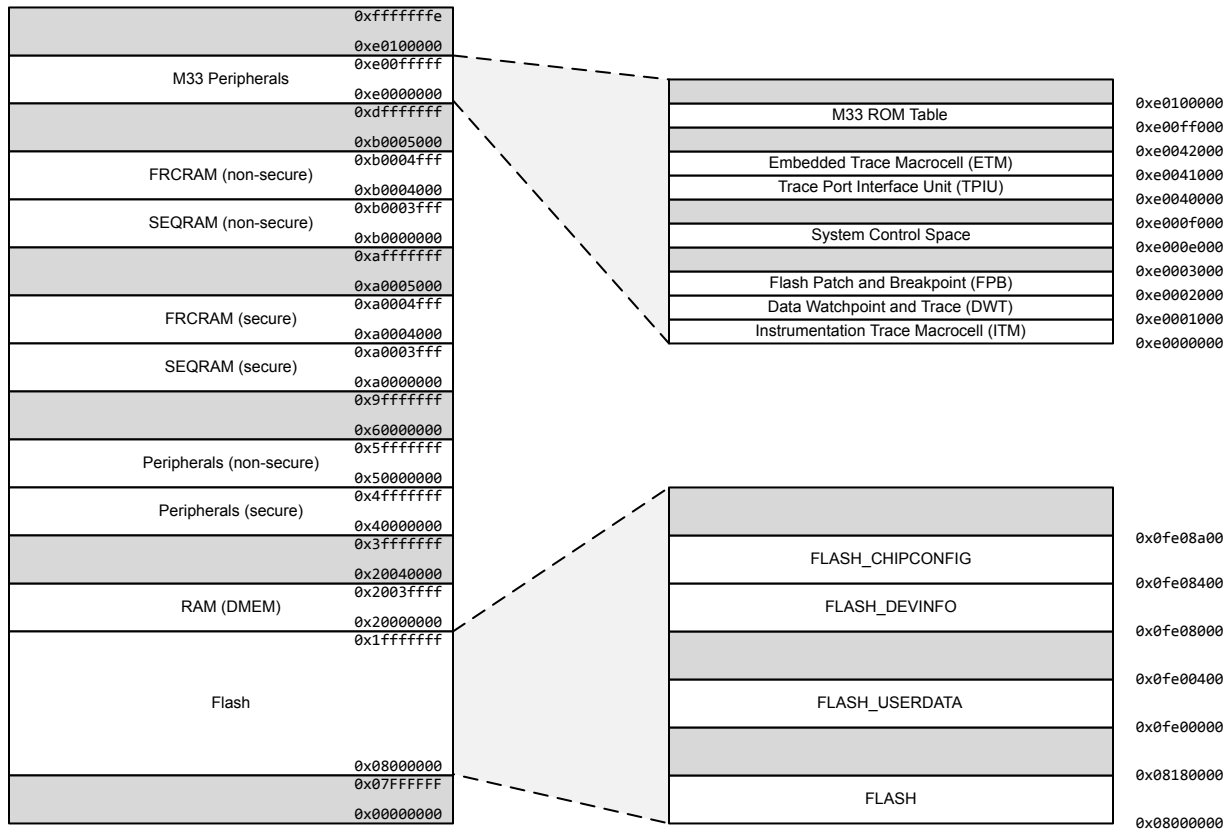 0xfffffffe
0xe0100000
M33 Peripherals
0xe00fffff
0xe0000000
0xdfffffff
0xb0005000
FRCRAM (non-secure)
0xb0004fff
0xb0004000
SEQRAM (non-secure)
0xb0003fff
0xb0000000
0xafffffff
0xa0005000
FRCRAM (secure)
0xa0004fff
0xa0004000
SEQRAM (secure)
0xa0003fff
0xa0000000
0x9fffffff
0x60000000
Peripherals (non-secure)
0x5fffffff
0x50000000
Peripherals (secure)
0x4fffffff
0x40000000
0x3fffffff
0x20040000
RAM (DMEM)
0x2003ffff
0x20000000
0x1fffffff
Flash
0x08000000
0x07FFFFFF
0x00000000
0xe0100000
M33 ROM Table
0xe00ff000
0xe0042000
Embedded Trace Macrocell (ETM)
0xe0041000
Trace Port Interface Unit (TPIU)
0xe0040000
0xe000f000
System Control Space
0xe000e000
0xe0003000
Flash Patch and Breakpoint (FPB)
0xe0002000
Data Watchpoint and Trace (DWT)
0xe0001000
Instrumentation Trace Macrocell (ITM)
0xe0000000
0x0fe08a00
FLASH_CHIPCONFIG
0x0fe08400
FLASH_DEVINFO
0x0fe08000
0x0fe00400
FLASH_USERDATA
0x0fe00000
0x08180000
FLASH
0x08000000